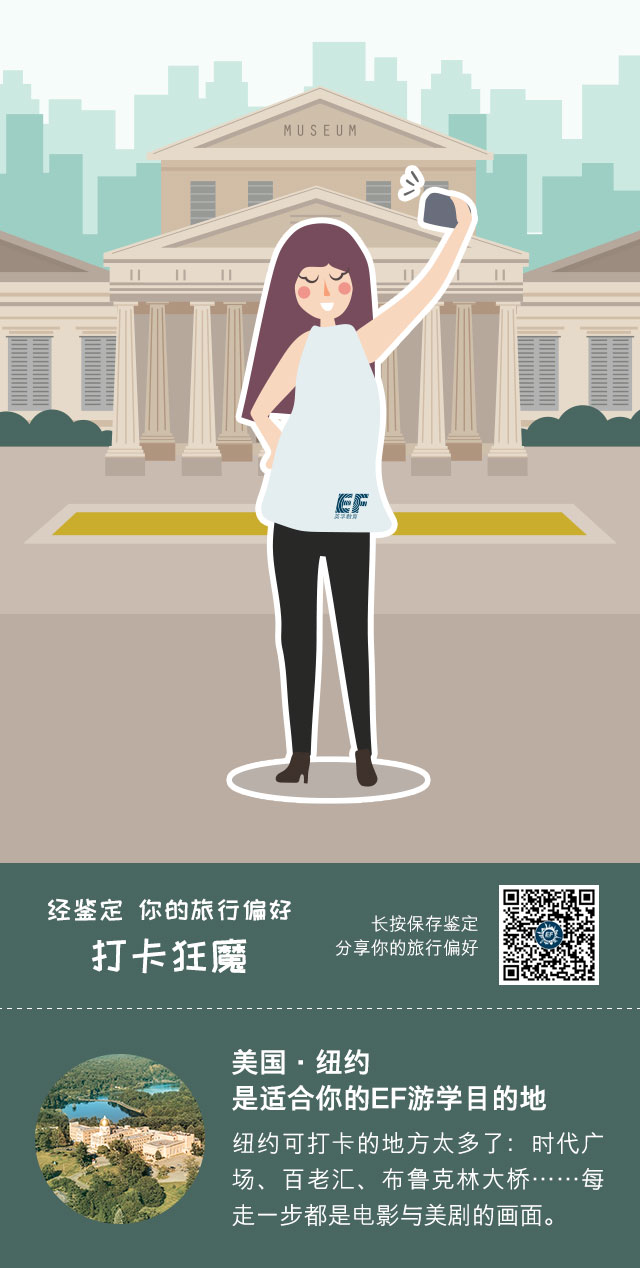 MUSEUM
EF
英孚教育
经鉴定 你的旅行偏好
打卡狂魔
长按保存鉴定
分享你的旅行偏好
EF
美国·纽约
是适合你的EF游学目的地
纽约可打卡的地方太多了：时代广
场、百老汇、布鲁克林大桥……每
走一步都是电影与美剧的画面。